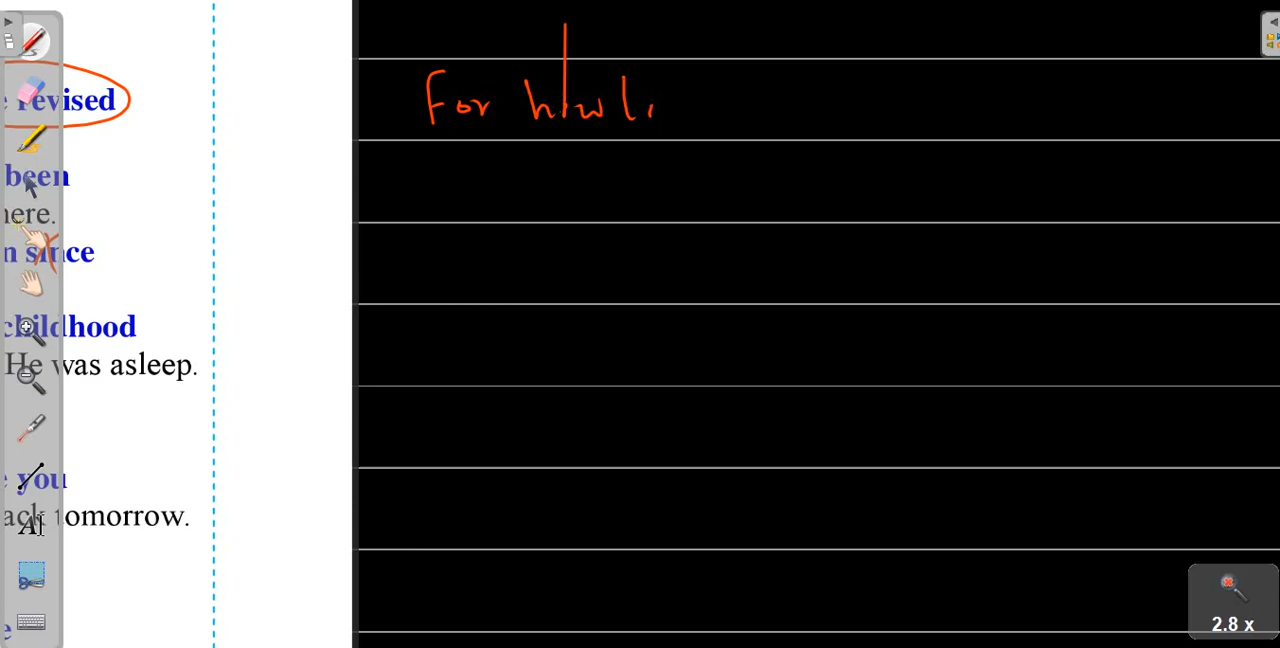 revised
been
here.
n since
childhood
He was asleep.
you
ack tomorrow.
e
For
2.8 x